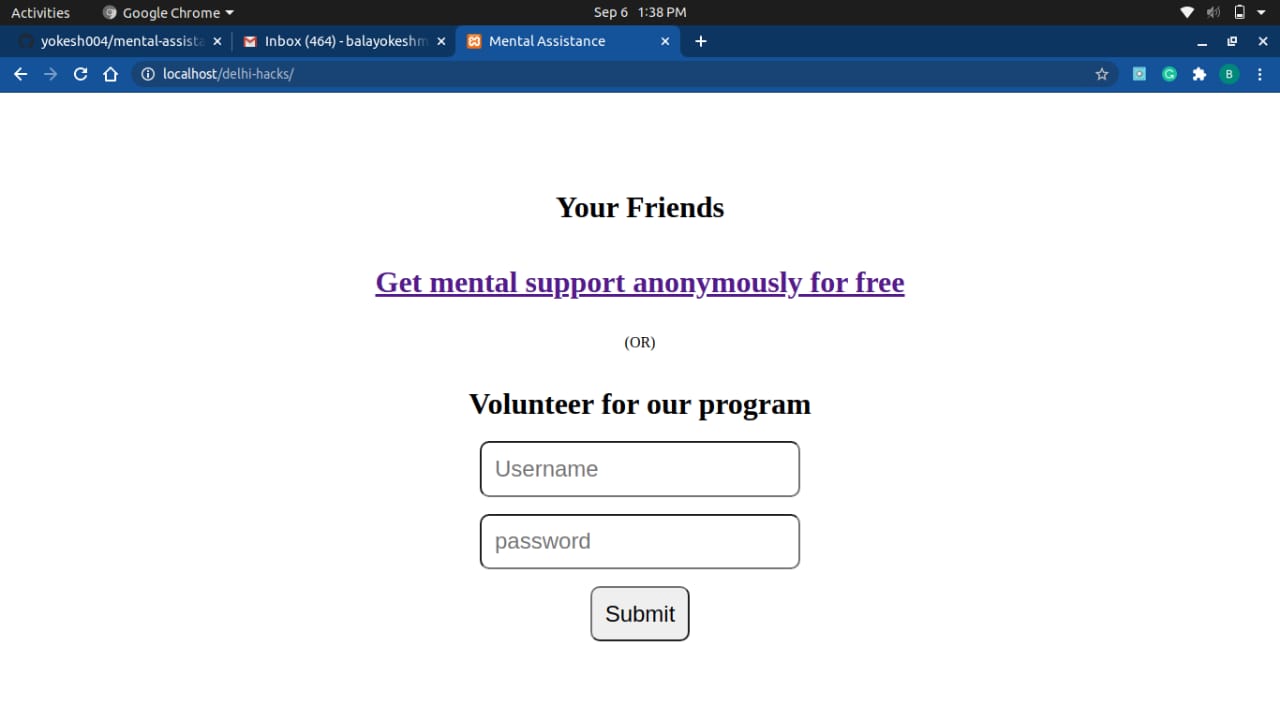 Activities Google Chrome Sep 6 1:38 PM
yokesh004/mental-assista Inbox (464) - balayokeshm Mental Assistance
localhost/delhi-hacks/ B
Your Friends
Get mental support anonymously for free
(OR)
Volunteer for our program
Username
password
Submit